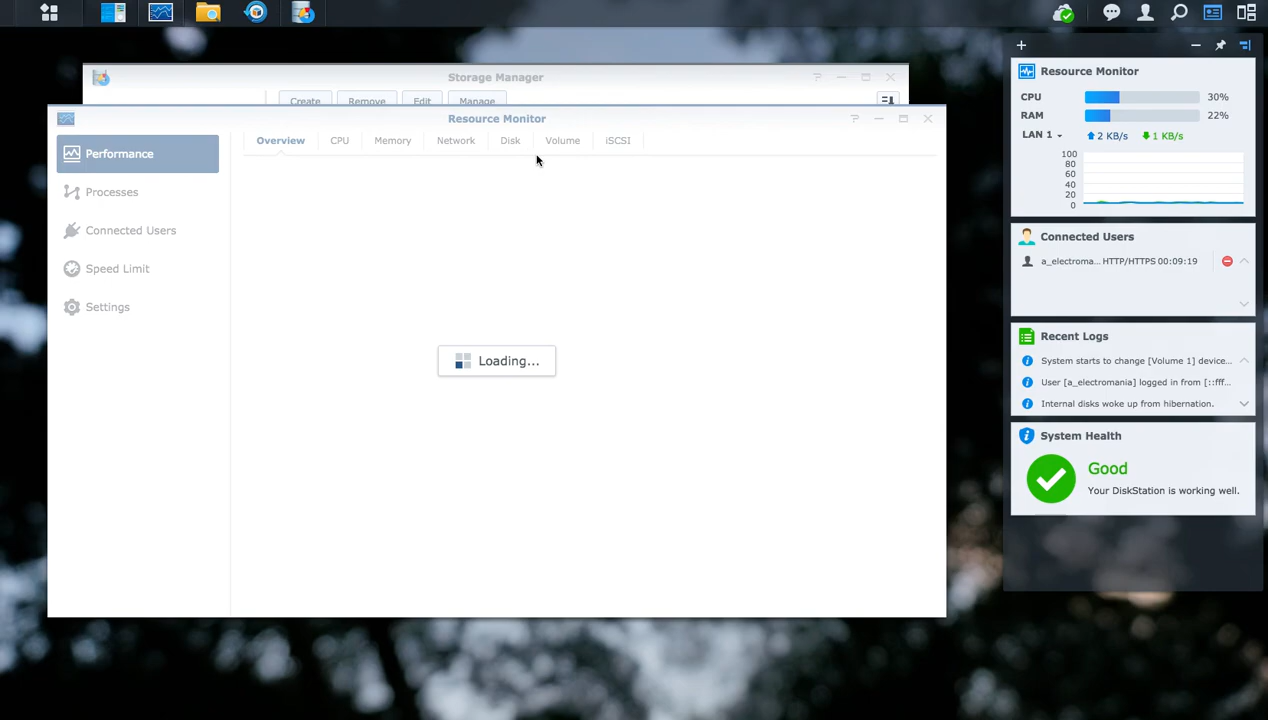 Storage Manager
Create Remove Edit Manage
Resource Monitor
Performance
Processes
Connected Users
Speed Limit
Settings
Overview CPU Memory Network Disk Volume iSCSI
Loading...
Resource Monitor
CPU 30%
RAM 22%
LAN 1 2 KB/s 1 KB/s
100
80
60
40
20
0
Connected Users
a_electroma... HTTP/HTTPS 00:09:19
Recent Logs
System starts to change [Volume 1] device...
User [a_electromania] logged in from [::fff...
Internal disks woke up from hibernation.
System Health
Good
Your DiskStation is working well.